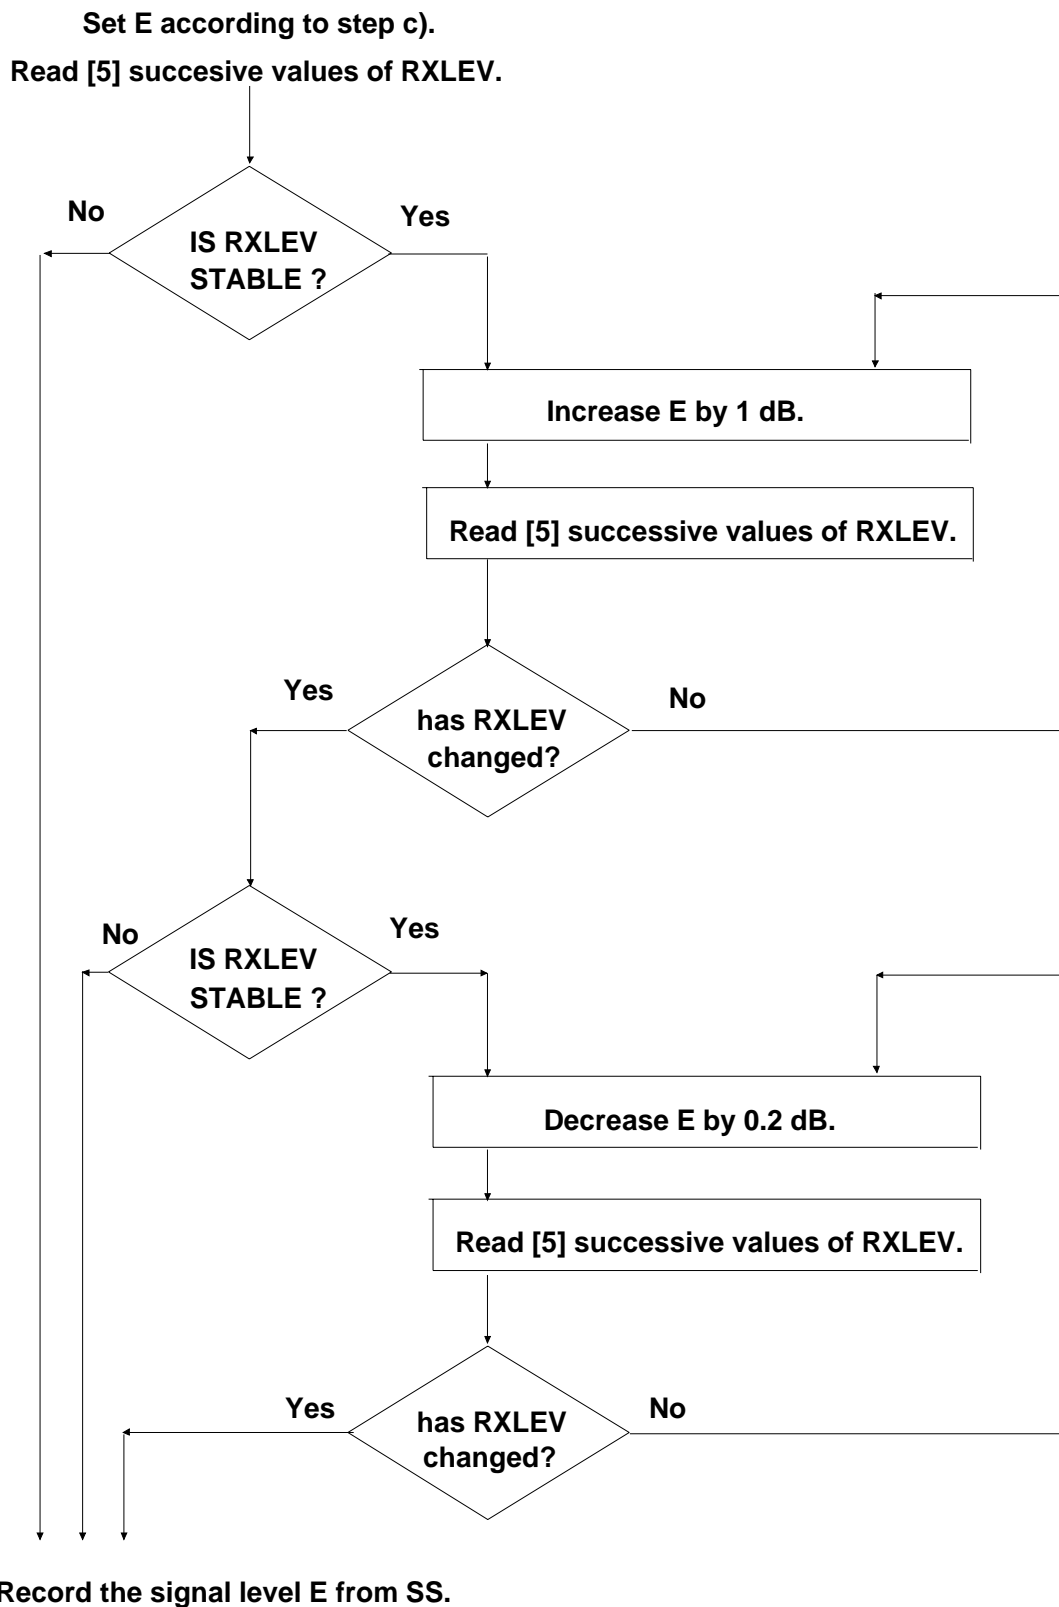 Set E according to step c).
Read [5] succesive values of RXLEV.
No
Yes
IS RXLEV
STABLE ?
Increase E by 1 dB.
Read [5] successive values of RXLEV.
Yes
No
has RXLEV
changed?
No
Yes
IS RXLEV
STABLE ?
Decrease E by 0.2 dB.
Read [5] successive values of RXLEV.
Yes
No
has RXLEV
changed?
Record the signal level E from SS.